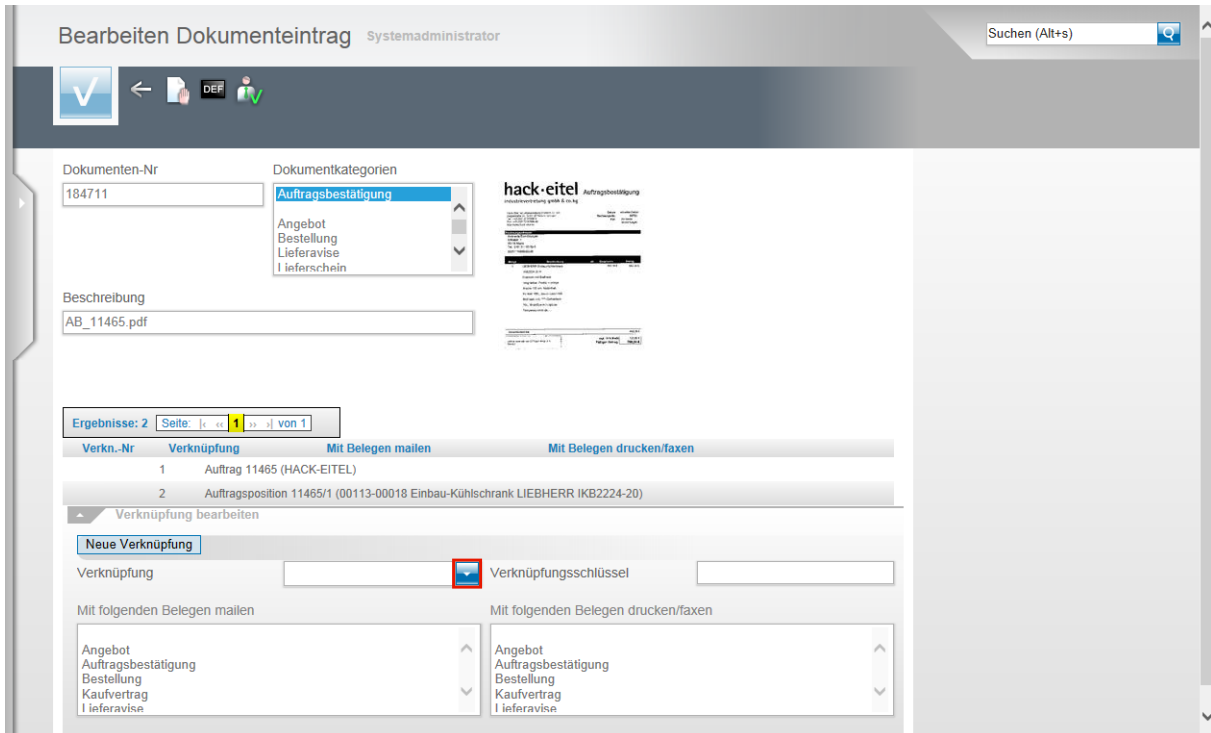 Bearbeiten Dokumenteintrag Systemadministrator
Suchen (Alt+s)
DEF
Dokumenten-Nr
Dokumentkategorien
184711
Auftragsbestätigung
Angebot
Bestellung
Lieferavise
Lieferschein
hack-eitel Auftragsbestätigung
industrievertretung gmbh & co.kg
Beschreibung
AB_11465.pdf
Ergebnisse: 2 Seite: |‹ ‹‹ 1 ›› ›| von 1
Verkn.-Nr Verknüpfung Mit Belegen mailen Mit Belegen drucken/faxen
1 Auftrag 11465 (HACK-EITEL)
2 Auftragsposition 11465/1 (00113-00018 Einbau-Kühlschrank LIEBHERR IKB2224-20)
Verknüpfung bearbeiten
Neue Verknüpfung
Verknüpfung
Verknüpfungsschlüssel
Mit folgenden Belegen mailen
Mit folgenden Belegen drucken/faxen
Angebot
Auftragsbestätigung
Bestellung
Kaufvertrag
Lieferavise
Angebot
Auftragsbestätigung
Bestellung
Kaufvertrag
Lieferavise